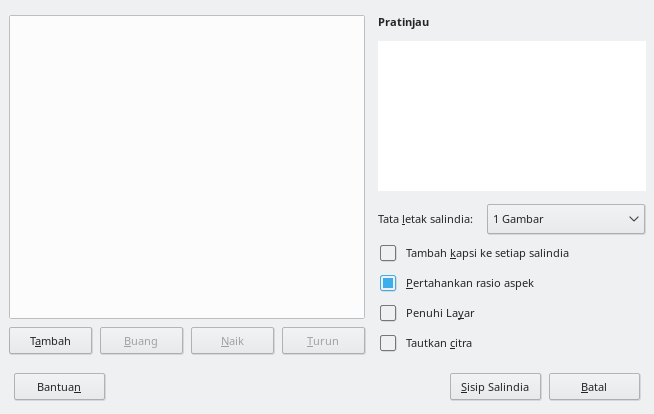 Pratinjau
Tata letak salindia:
1 Gambar
Tambah kapsi ke setiap salindia
Pertahankan rasio aspek
Penuhi Layar
Tautkan citra
Tambah
Buang
Naik
Turun
Bantuan
Sisip Salindia
Batal